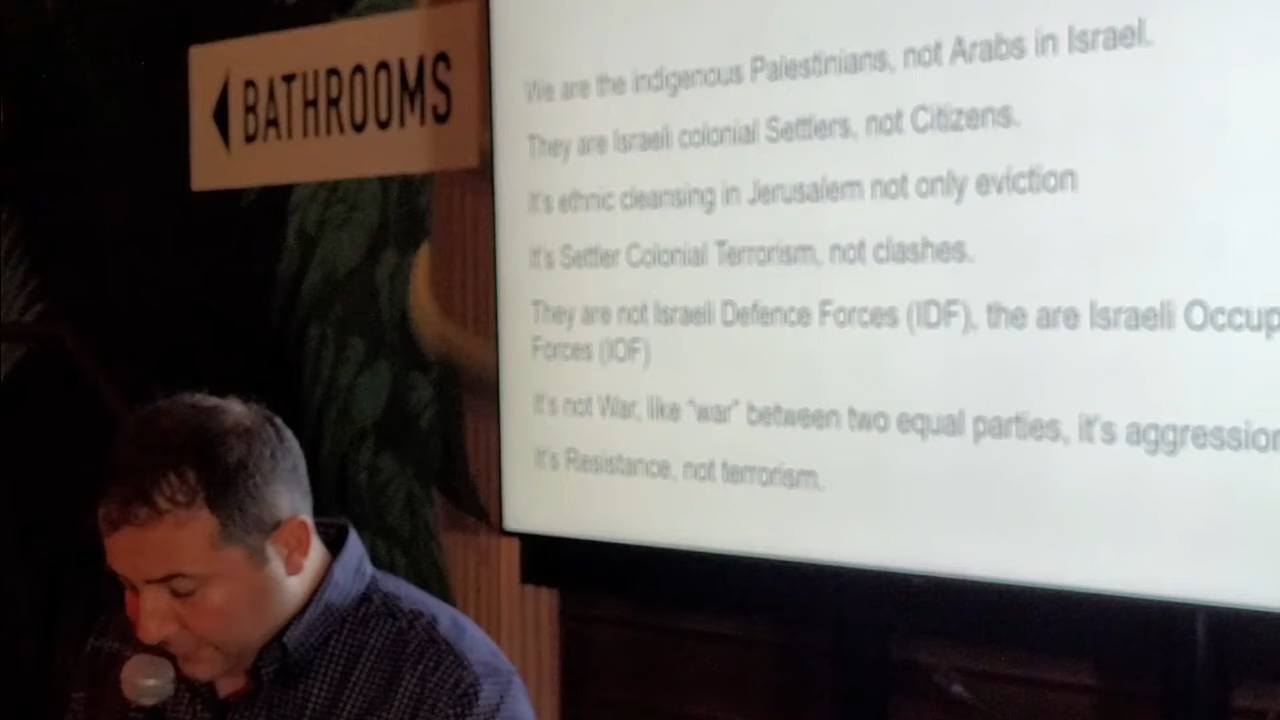 BATHROOMS
We are the indigenous Palestinians, not Arabs in Israel.
They are Israeli colonial Settlers, not Citizens.
It's ethnic cleansing in Jerusalem not only eviction
It's Settler Colonial Terrorism, not clashes.
They are not Israeli Defence Forces (IDF), the are Israeli Occup
Forces (IOF)
It's not War, like "war" between two equal parties, it's aggression
It's Resistance, not terrorism.